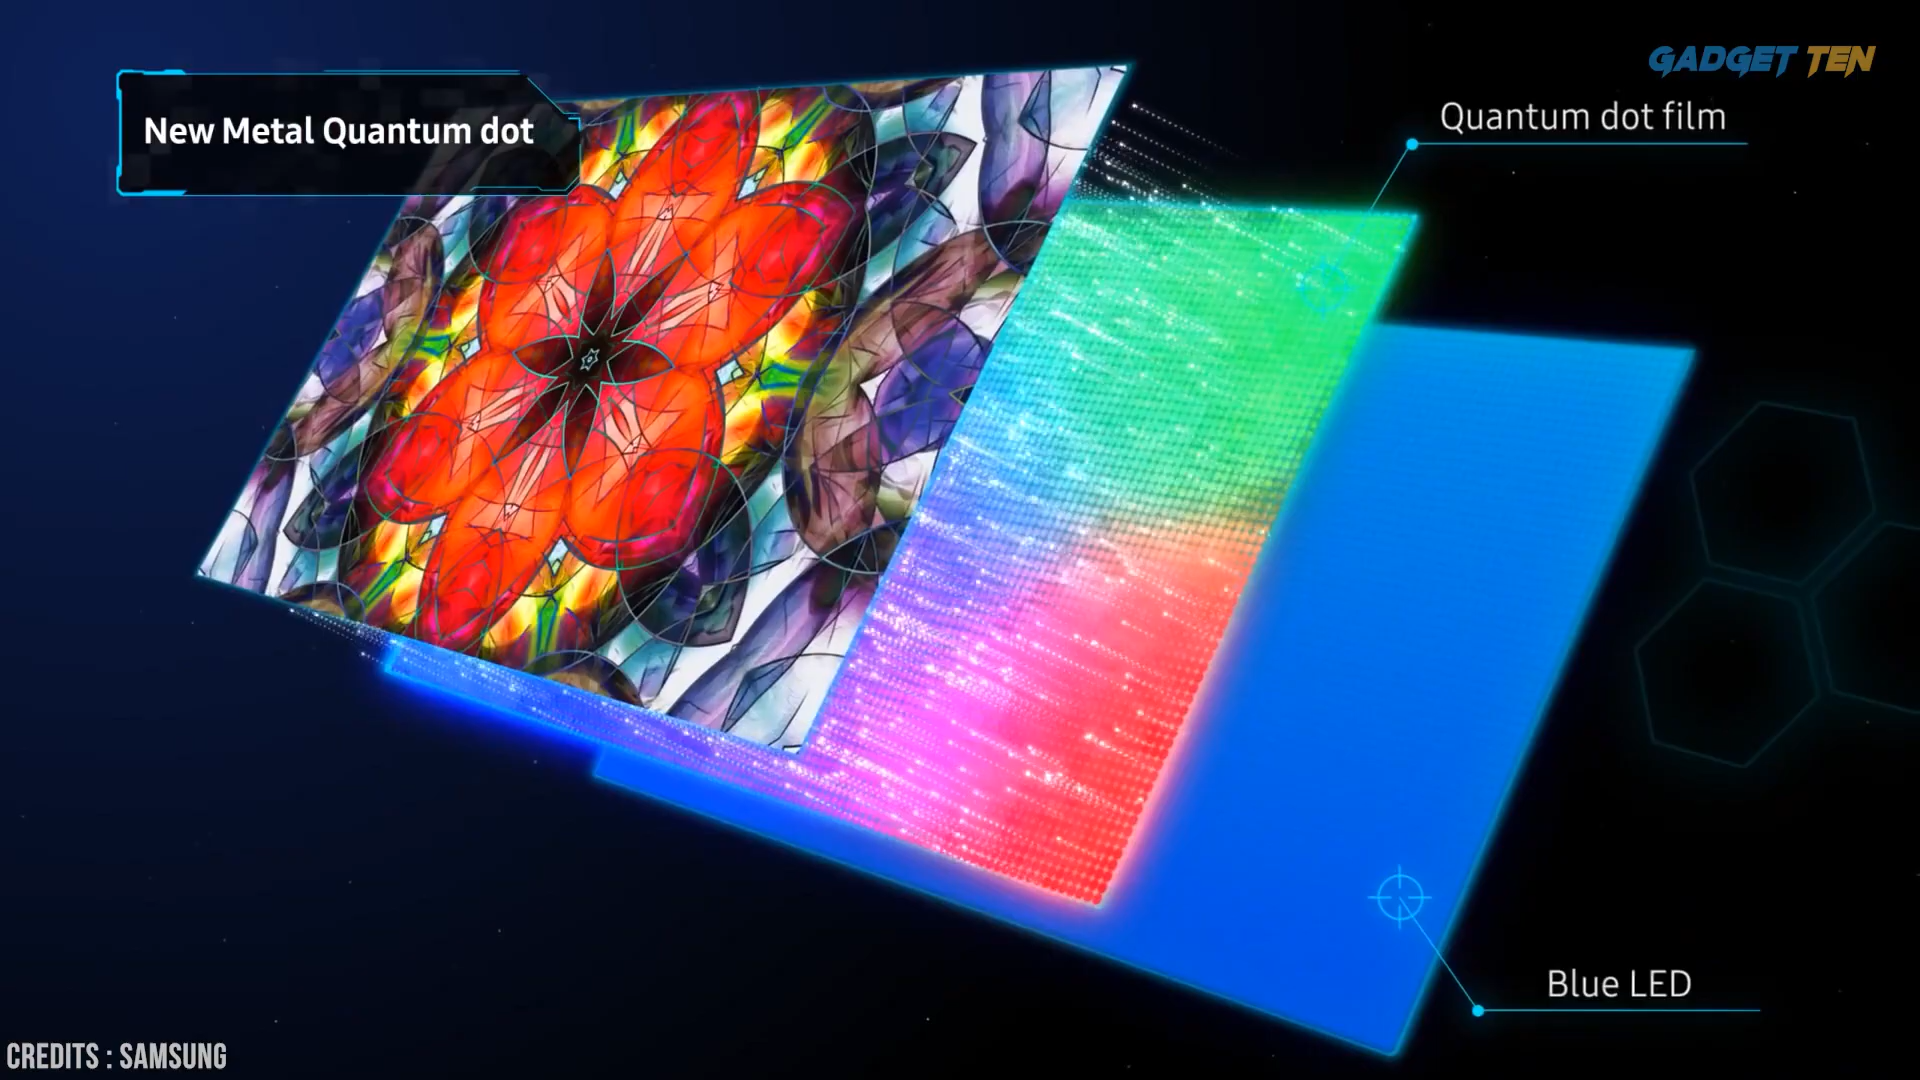 GADGET TEN
New Metal Quantum dot
Quantum dot film
Blue LED
CREDITS : SAMSUNG